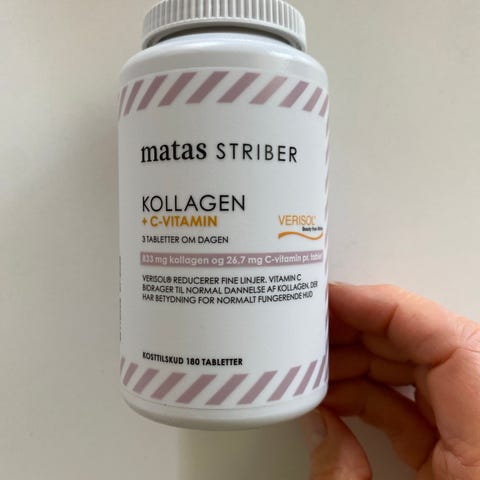 matas STRIBER
KOLLAGEN
+ C-VITAMIN
VERISOL®
3 TABLETTER OM DAGEN
833 mg kollagen og 26,7 mg C-vitamin pr. tablet
VERISOL® REDUCERER FINE LINJER. VITAMIN C
BIDRAGER TIL NORMAL DANNELSE AF KOLLAGEN, DER
HAR BETYDNING FOR NORMALT FUNGERENDE HUD
KOSTTILSKUD 180 TABLETTER